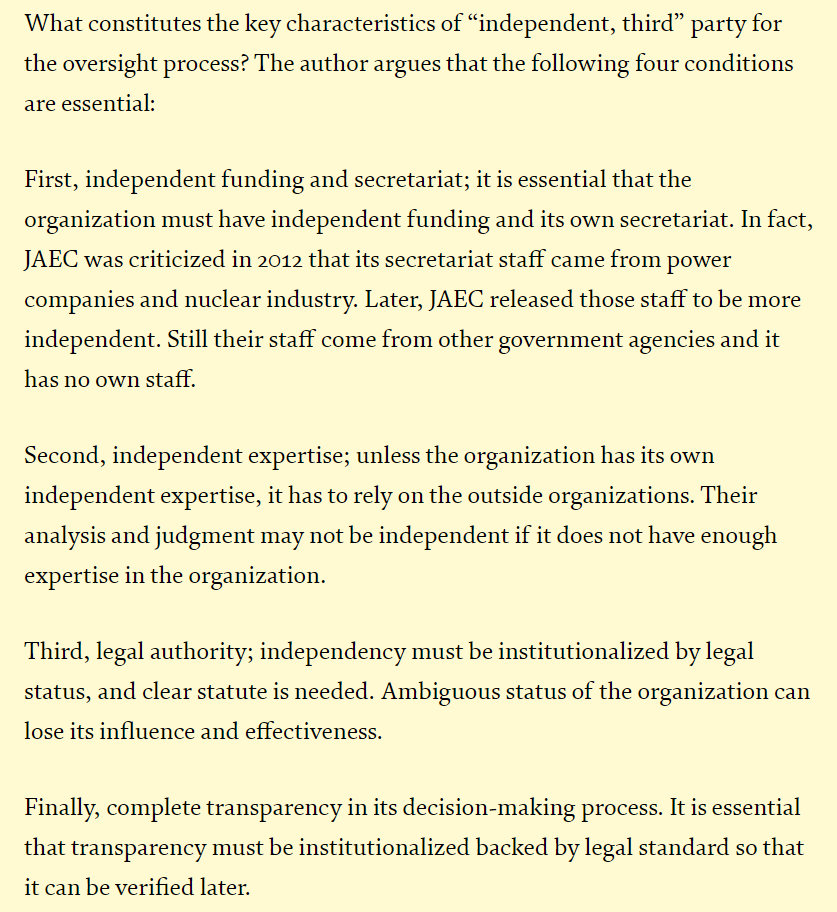 What constitutes the key characteristics of “independent, third” party for
the oversight process? The author argues that the following four conditions
are essential:
First, independent funding and secretariat; it is essential that the
organization must have independent funding and its own secretariat. In fact,
JAEC was criticized in 2012 that its secretariat staff came from power
companies and nuclear industry. Later, JAEC released those staff to be more
independent. Still their staff come from other government agencies and it
has no own staff.
Second, independent expertise; unless the organization has its own
independent expertise, it has to rely on the outside organizations. Their
analysis and judgment may not be independent if it does not have enough
expertise in the organization.
Third, legal authority; independency must be institutionalized by legal
status, and clear statute is needed. Ambiguous status of the organization can
lose its influence and effectiveness.
Finally, complete transparency in its decision-making process. It is essential
that transparency must be institutionalized backed by legal standard so that
it can be verified later.